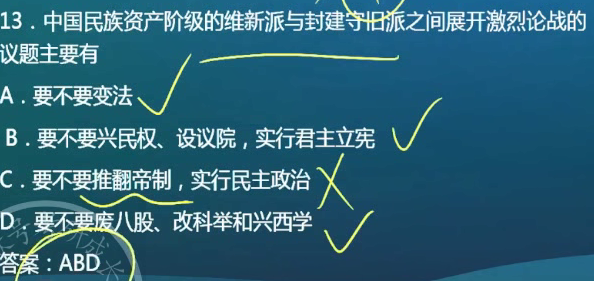 13．中国民族资产阶级的维新派与封建守旧派之间展开激烈论战的
议题主要有
A．要不要变法
B．要不要兴民权、设议院，实行君主立宪
C．要不要推翻帝制，实行民主政治
D．要不要废八股、改科举和兴西学
答案：ABD